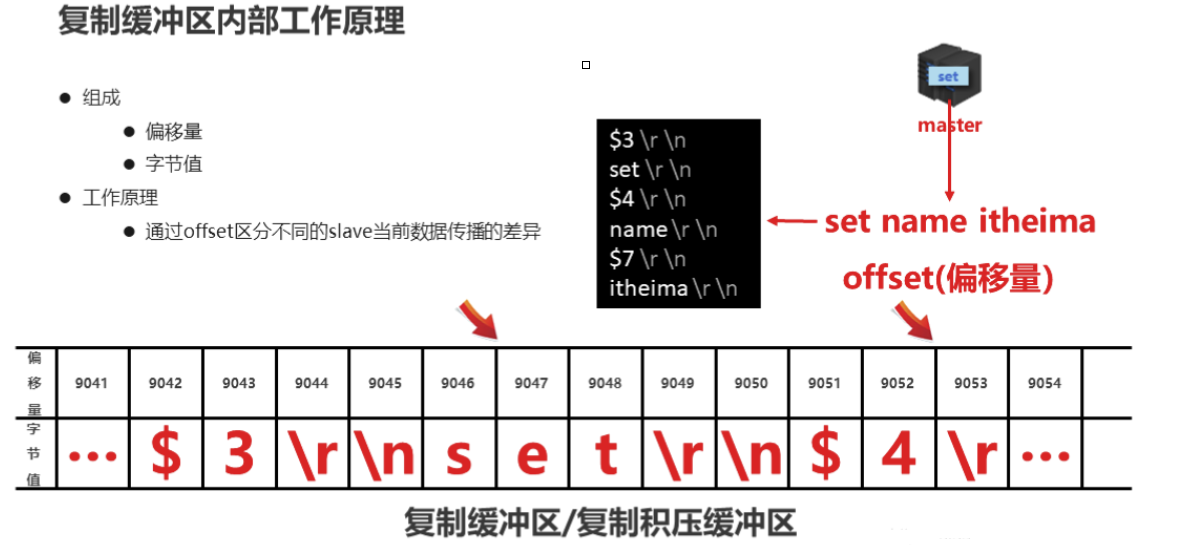 复制缓冲区内部工作原理
● 组成
● 偏移量
● 字节值
● 工作原理
● 通过offset区分不同的slave当前数据传播的差异
$3 \r \n
set \r \n
$4 \r \n
name \r \n
$7 \r \n
itheima \r \n
set
master
set name itheima
offset(偏移量)
偏移量 9041 9042 9043 9044 9045 9046 9047 9048 9049 9050 9051 9052 9053 9054
字节值 ... $ 3 \r \n s e t \r \n $ 4 \r ...
复制缓冲区/复制积压缓冲区